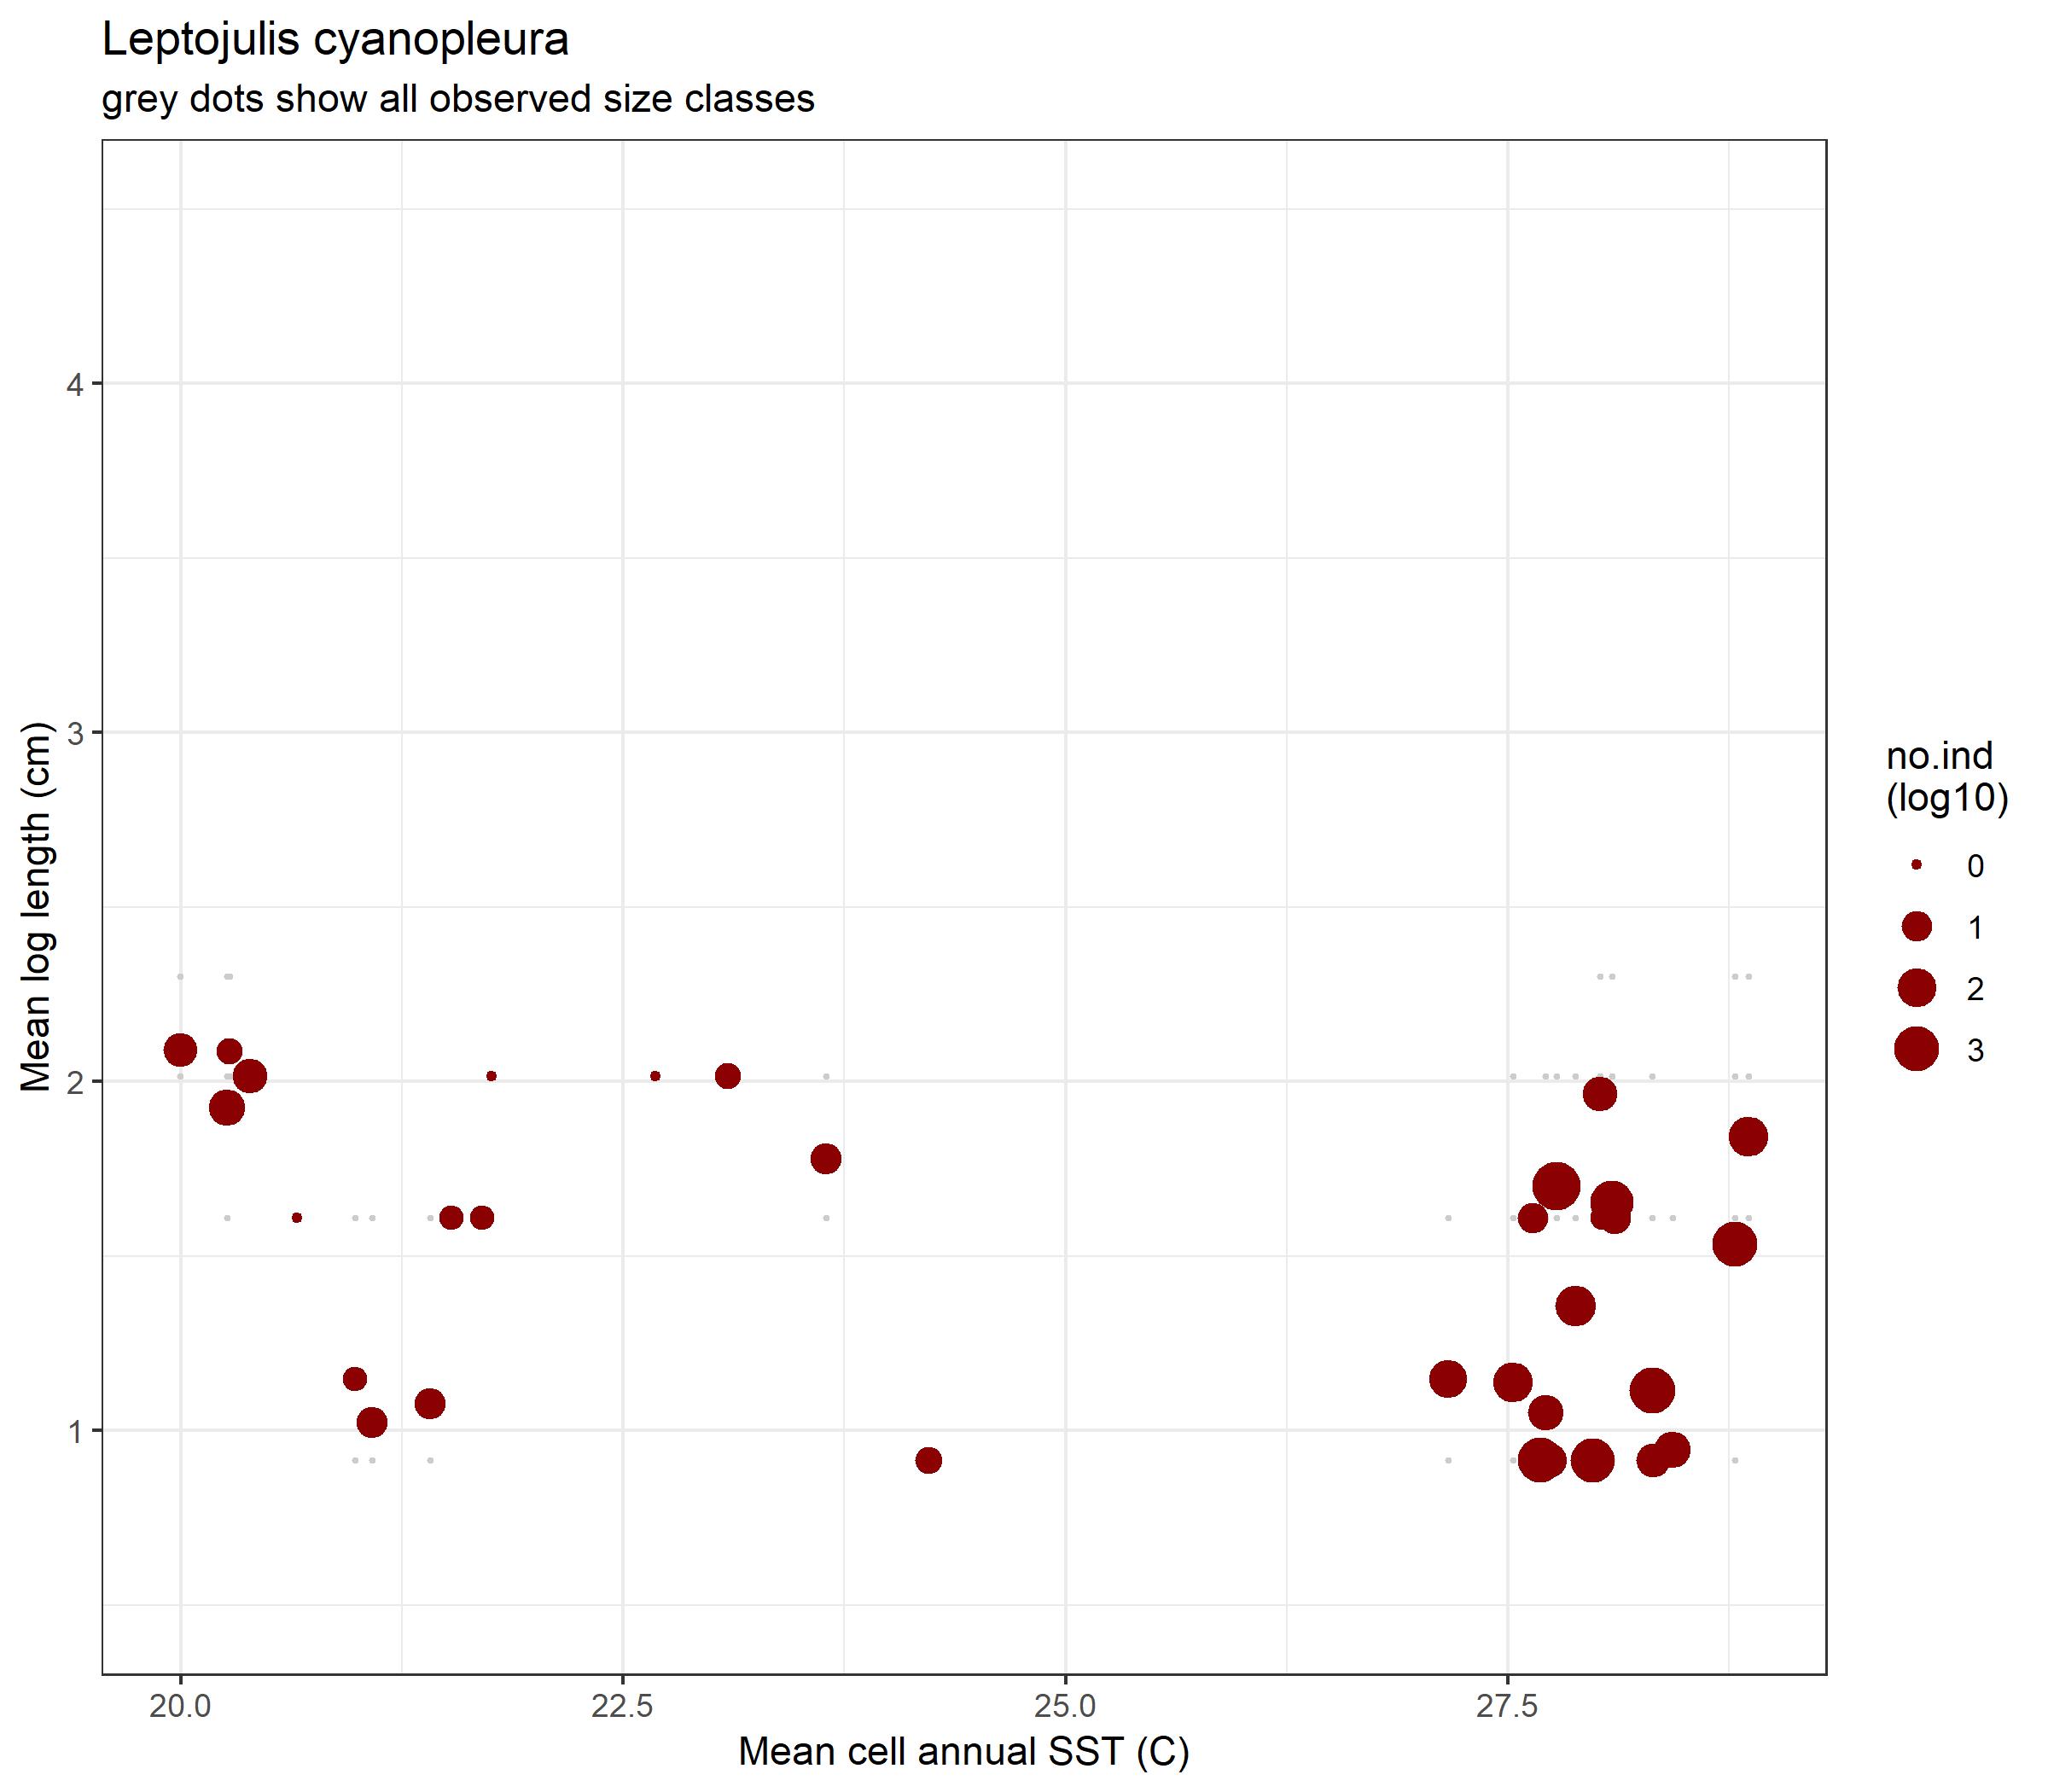 Leptojulis cyanopleura
grey dots show all observed size classes
Mean log length (cm)
4
3
2
1
20.0
22.5
25.0
27.5
Mean cell annual SST (C)
no.ind
(log10)
0
1
2
3